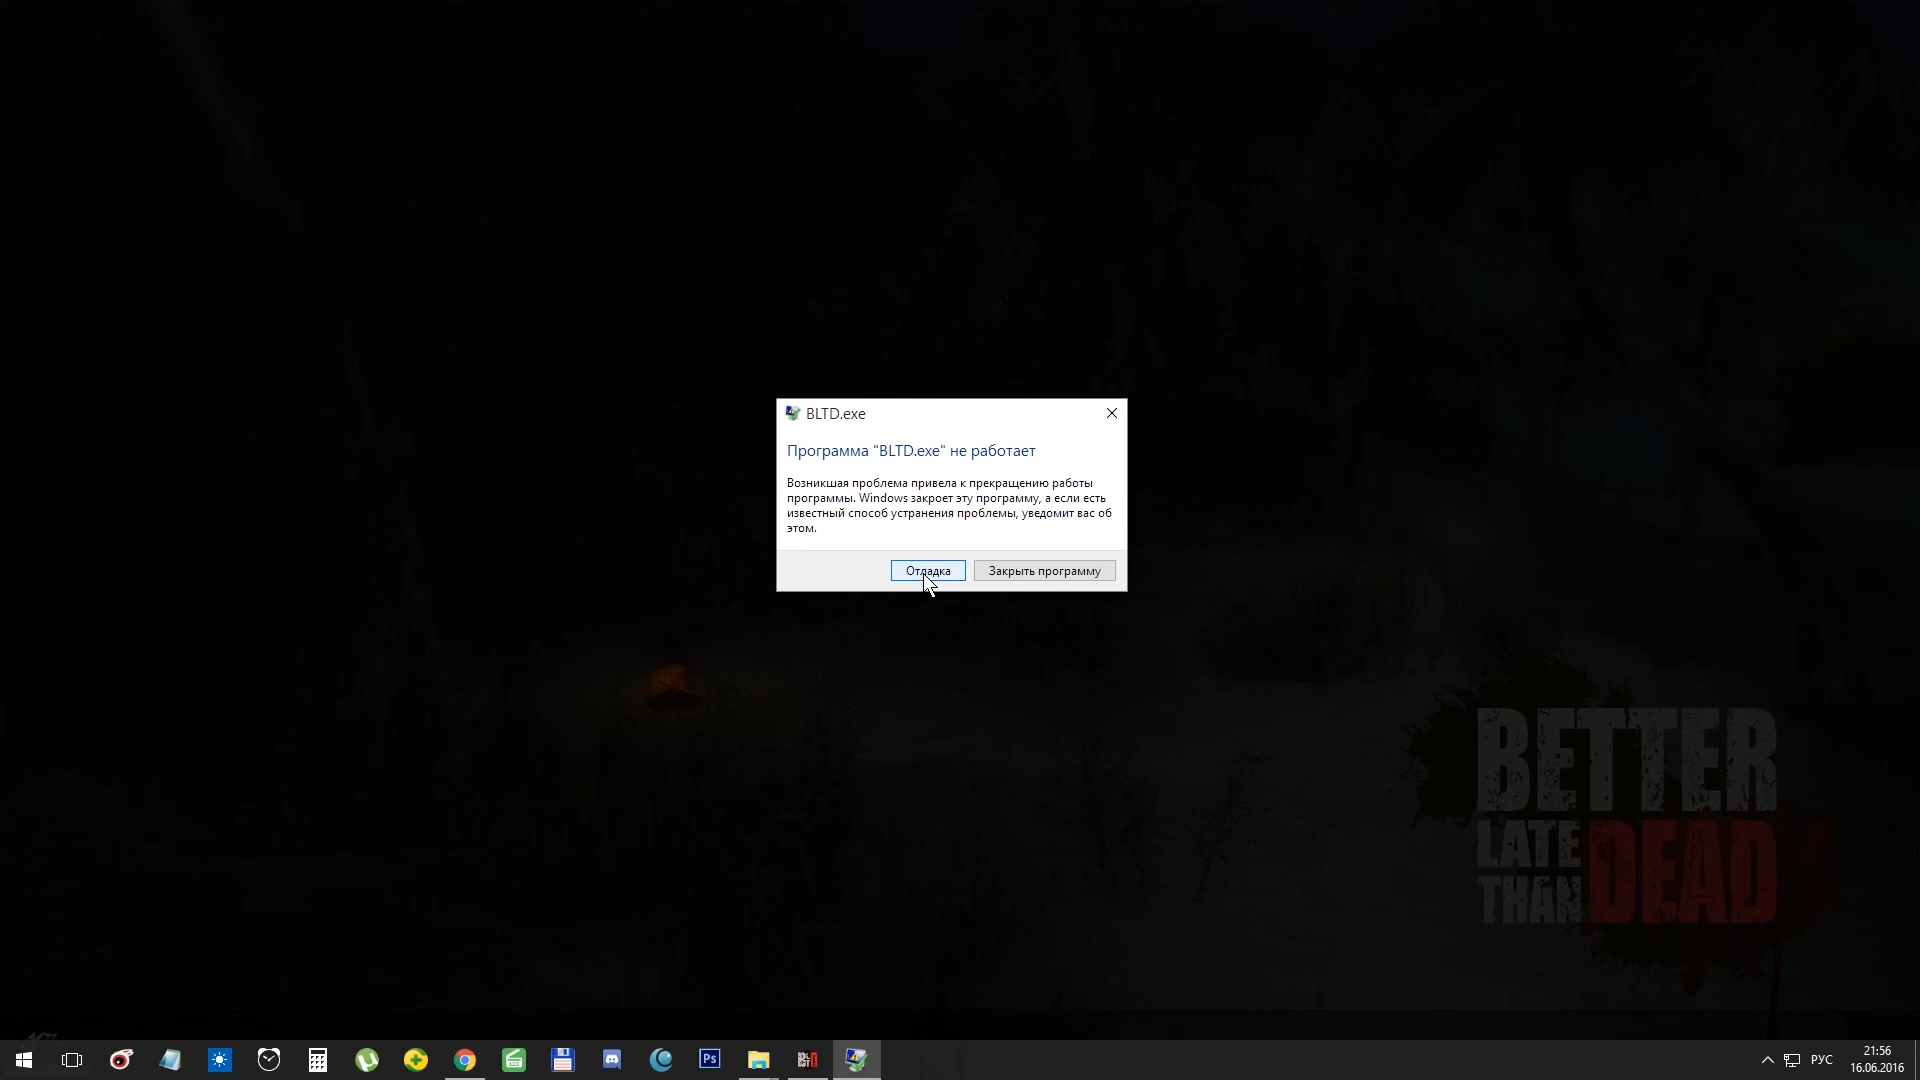 BLTD.exe
Программа "BLTD.exe" не работает
Возникшая проблема привела к прекращению работы
программы. Windows закроет эту программу, а если есть
известный способ устранения проблемы, уведомит вас об
этом.
Отладка
Закрыть программу
BETTER
LATE
THAN
DEAD
Ps
РУС
21:56
16.06.2016